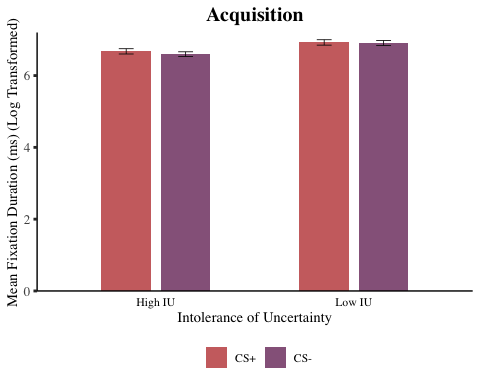 Acquisition
Mean Fixation Duration (ms) (Log Transformed)
6
4
2
0
High IU
Low IU
Intolerance of Uncertainty
CS+
CS-